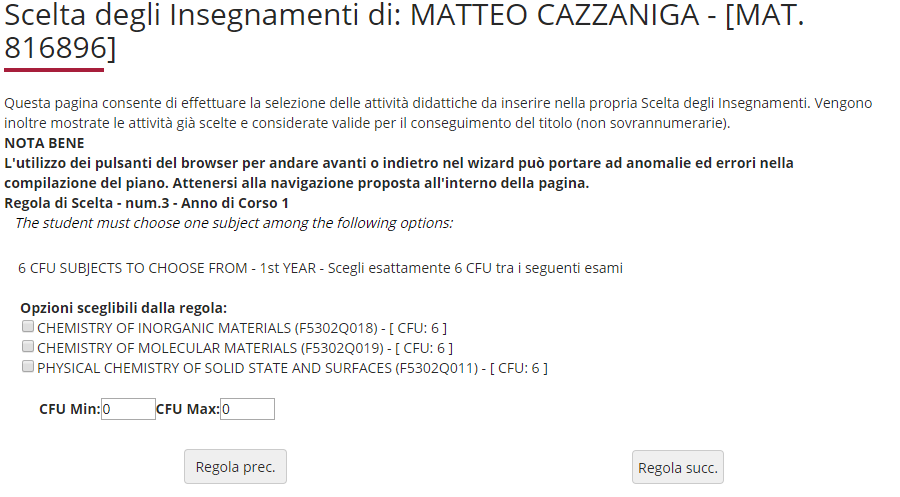 Scelta degli Insegnamenti di: MATTEO CAZZANIGA - [MAT.
816896]
Questa pagina consente di effettuare la selezione delle attività didattiche da inserire nella propria Scelta degli Insegnamenti. Vengono
inoltre mostrate le attività già scelte e considerate valide per il conseguimento del titolo (non sovrannumerarie).
NOTA BENE
L'utilizzo dei pulsanti del browser per andare avanti o indietro nel wizard può portare ad anomalie ed errori nella
compilazione del piano. Attenersi alla navigazione proposta all'interno della pagina.
Regola di Scelta - num.3 - Anno di Corso 1
The student must choose one subject among the following options:
6 CFU SUBJECTS TO CHOOSE FROM - 1st YEAR - Scegli esattamente 6 CFU tra i seguenti esami
Opzioni sceglibili dalla regola:
CHEMISTRY OF INORGANIC MATERIALS (F5302Q018) - [ CFU: 6 ]
CHEMISTRY OF MOLECULAR MATERIALS (F5302Q019) - [ CFU: 6 ]
PHYSICAL CHEMISTRY OF SOLID STATE AND SURFACES (F5302Q011) - [ CFU: 6 ]
CFU Min: 0 CFU Max: 0
Regola prec. Regola succ.